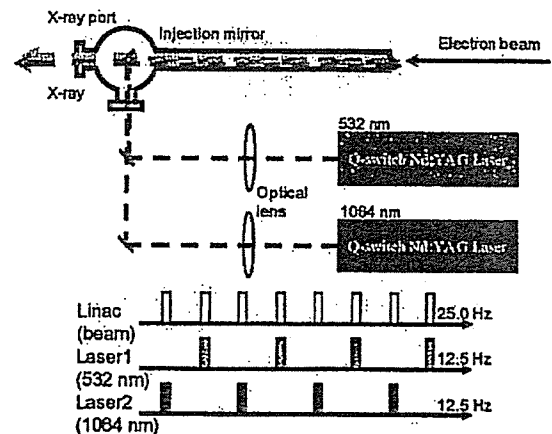 X-ray port
Injection mirror
Electron beam
X-ray
532 nm
Q-switch Nd:YAG Laser
Optical
lens
1064 nm
Q-switch Nd:YAG Laser
Linac
(beam)
25.0 Hz
Laser1
(532 nm)
12.5 Hz
Laser2
(1064 nm)
12.5 Hz